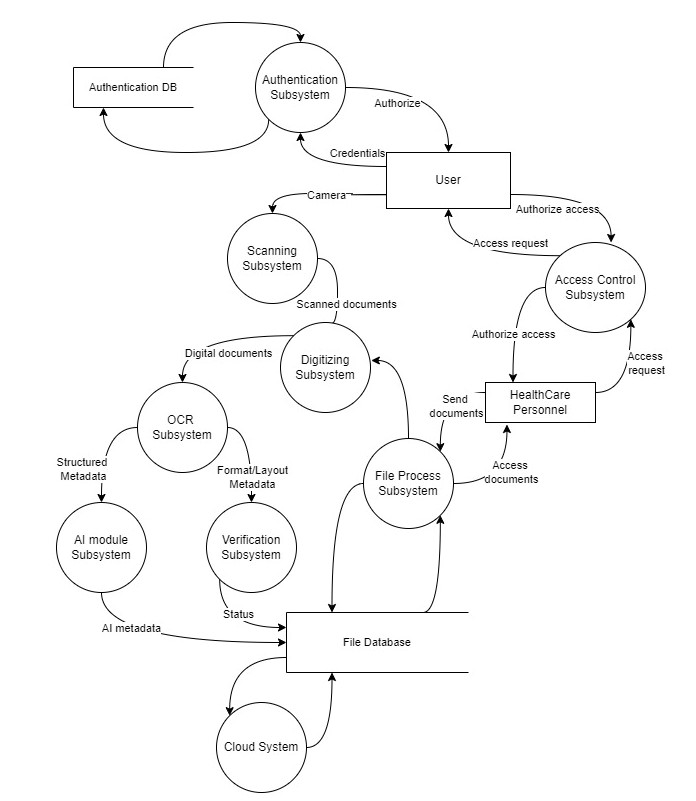 Authentication DB
Authentication
Subsystem
Authorize
Credentials
User
Camera
Authorize access
Access request
Scanning
Subsystem
Access Control
Subsystem
Scanned documents
Authorize access
Digital documents
Digitizing
Subsystem
Access
request
HealthCare
Personnel
Send
documents
OCR
Subsystem
Structured
Metadata
Format/Layout
Metadata
File Process
Subsystem
Access
documents
AI module
Subsystem
Verification
Subsystem
Status
AI metadata
File Database
Cloud System